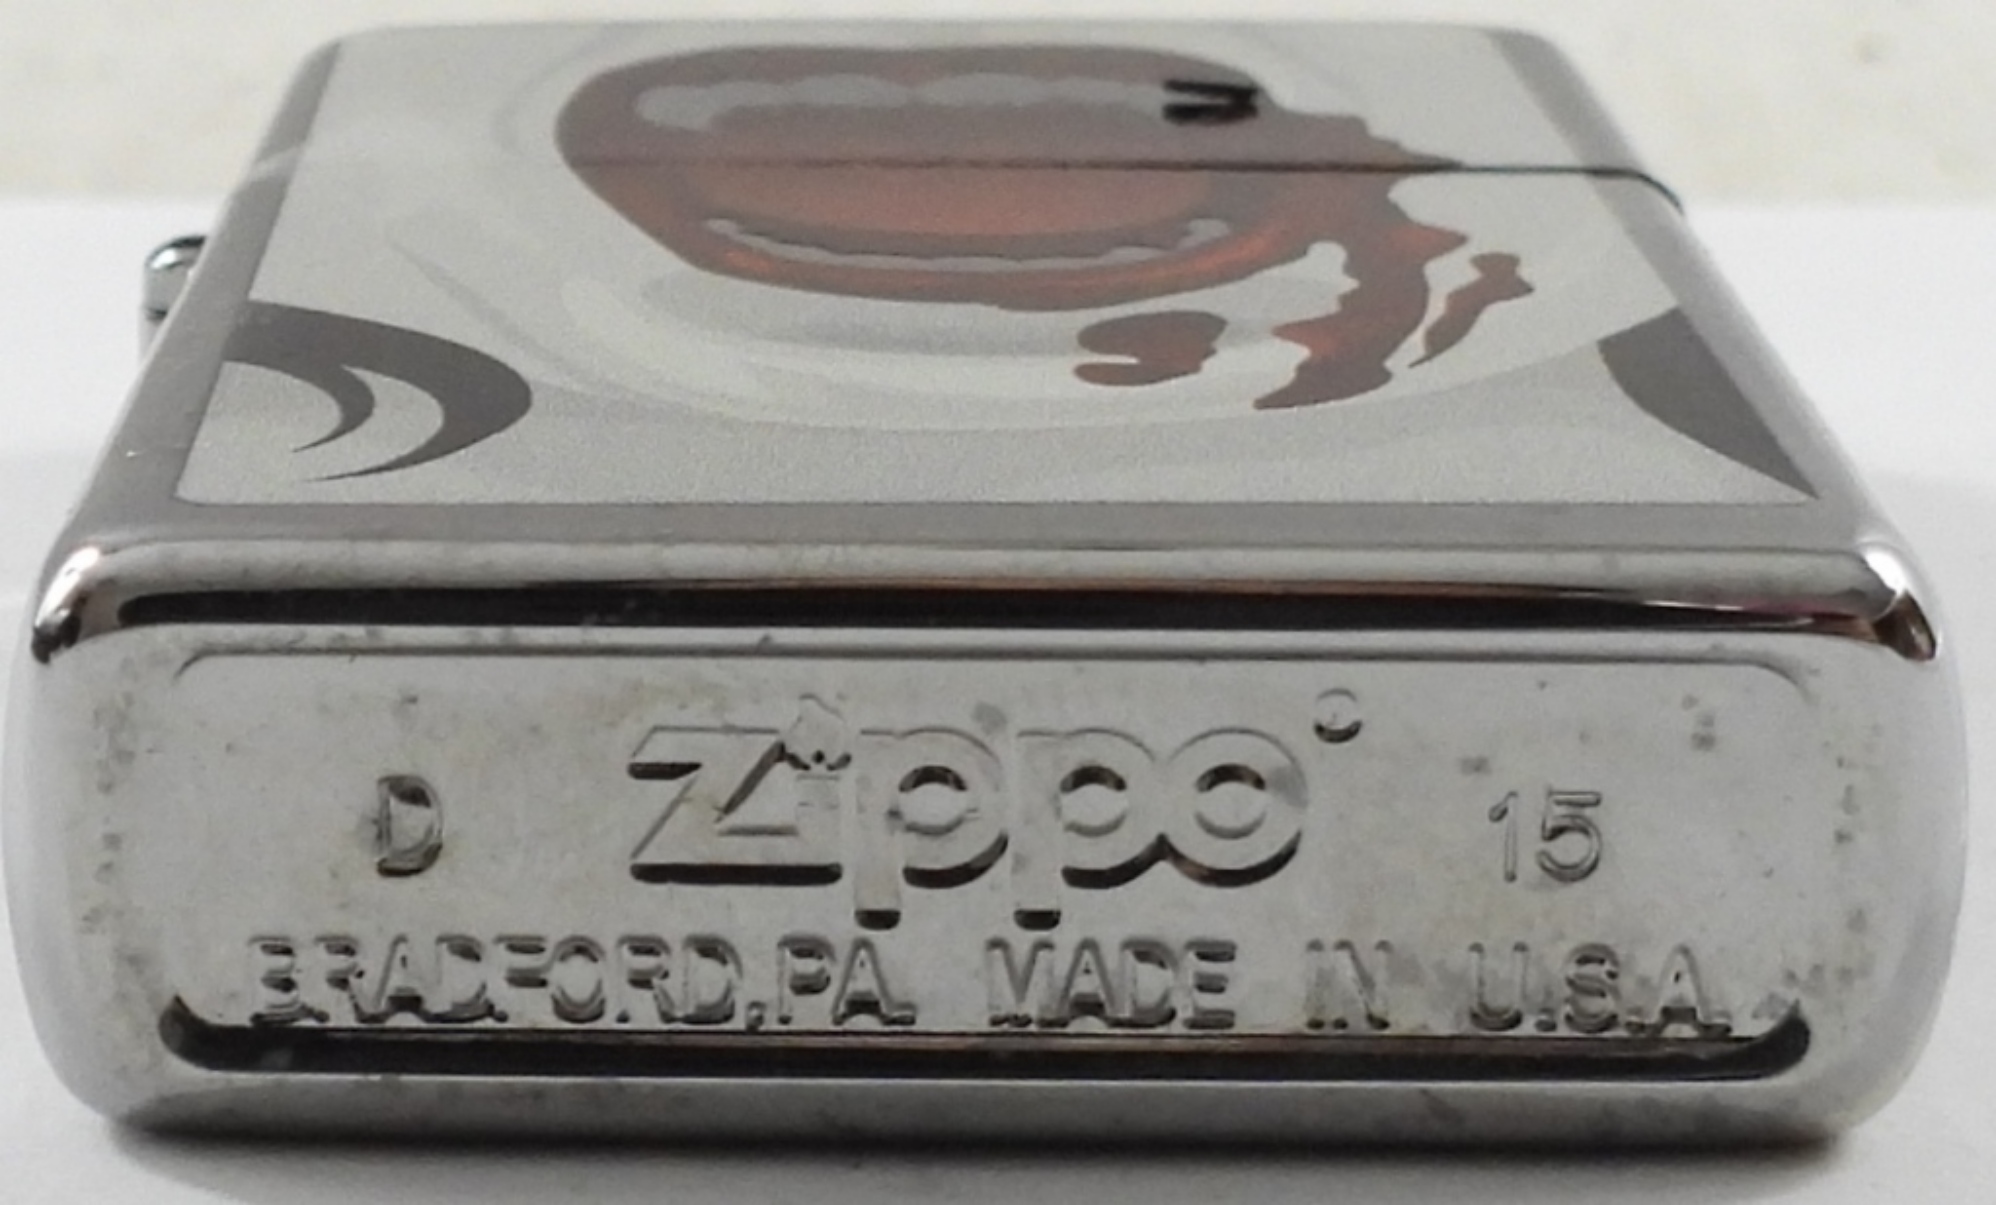 D Zippo 15
BRADFORD, PA. MADE IN U.S.A.